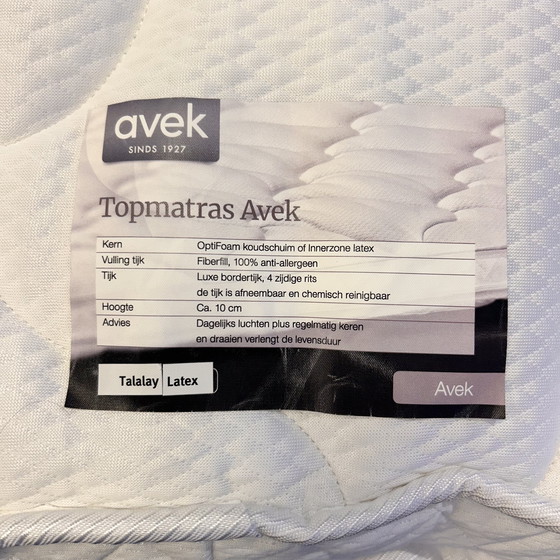 avek
SINDS 1927
Topmatras Avek
Kern OptiFoam koudschuim of Innerzone latex
Vulling tijk Fiberfill, 100% anti-allergeen
Tijk Luxe bordertijk, 4 zijdige rits
de tijk is afneembaar en chemisch reinigbaar
Hoogte Ca. 10 cm
Advies Dagelijks luchten plus regelmatig keren
en draaien verlengt de levensduur
Talalay Latex
Avek